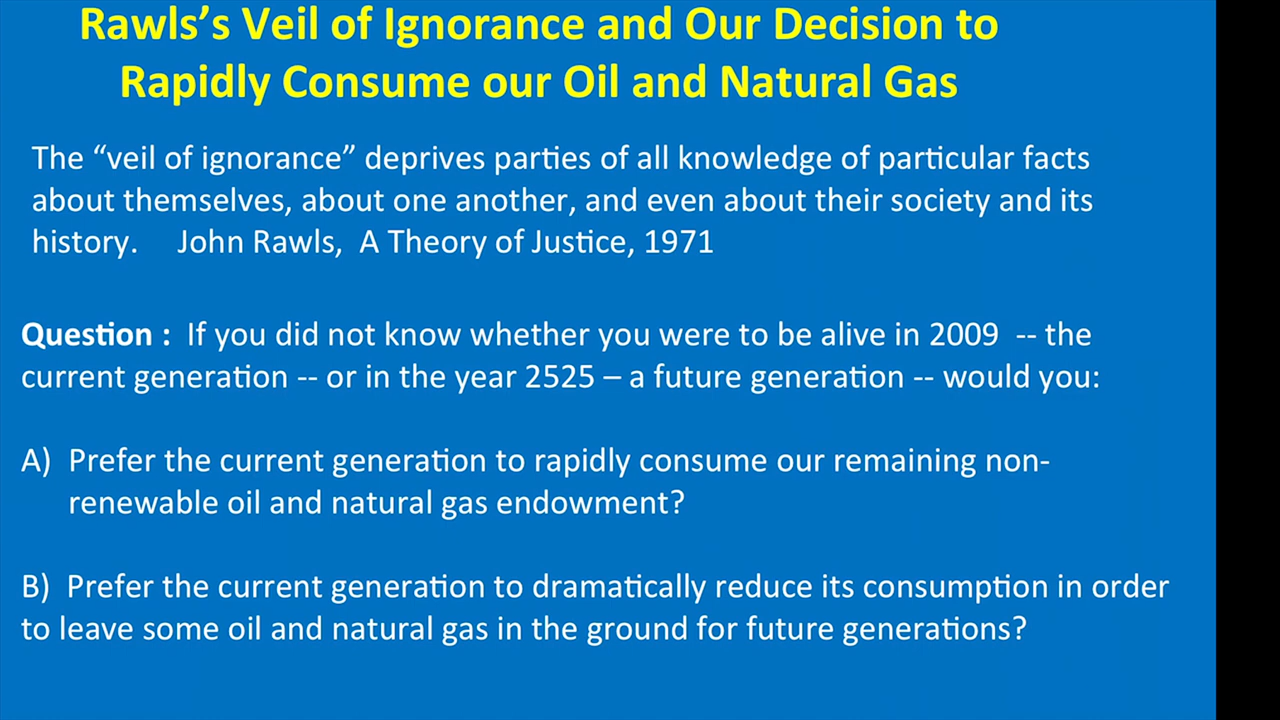 Rawls’s Veil of Ignorance and Our Decision to
Rapidly Consume our Oil and Natural Gas
The “veil of ignorance” deprives parties of all knowledge of particular facts
about themselves, about one another, and even about their society and its
history.    John Rawls,  A Theory of Justice, 1971
Question :  If you did not know whether you were to be alive in 2009  -- the
current generation -- or in the year 2525 – a future generation -- would you:
A)  Prefer the current generation to rapidly consume our remaining non-
renewable oil and natural gas endowment?
B)  Prefer the current generation to dramatically reduce its consumption in order
to leave some oil and natural gas in the ground for future generations?